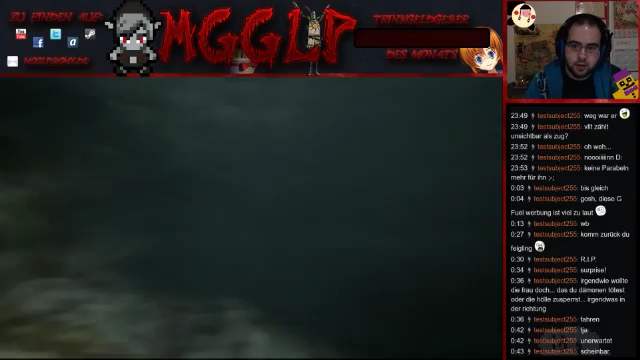 ZU FINDEN AUF:
MGGLP
TRINKGELDGEBER
DES MONATS
23:49 testsubject255: weg war er
23:49 testsubject255: vllt zählt
unsichtbar als zug?
23:52 testsubject255: oh woh...
23:52 testsubject255: noooiiinn D:
23:53 testsubject255: keine Parabeln
mehr für ihn ;-;
0:03 testsubject255: bis gleich
0:04 testsubject255: gosh, diese G
Fuel werbung ist viel zu laut
0:13 testsubject255: wb
0:27 testsubject255: komm zurück du
feigling
0:30 testsubject255: R.I.P.
0:34 testsubject255: surprise!
0:36 testsubject255: irgendwie wollte
die frau doch... das du dämonen tötest
oder die hölle zusperrst... irgendwas in
der richtung
0:36 testsubject255: fahren
0:42 testsubject255: tja
0:42 testsubject255: unerwartet
0:43 testsubject255: scheinbar